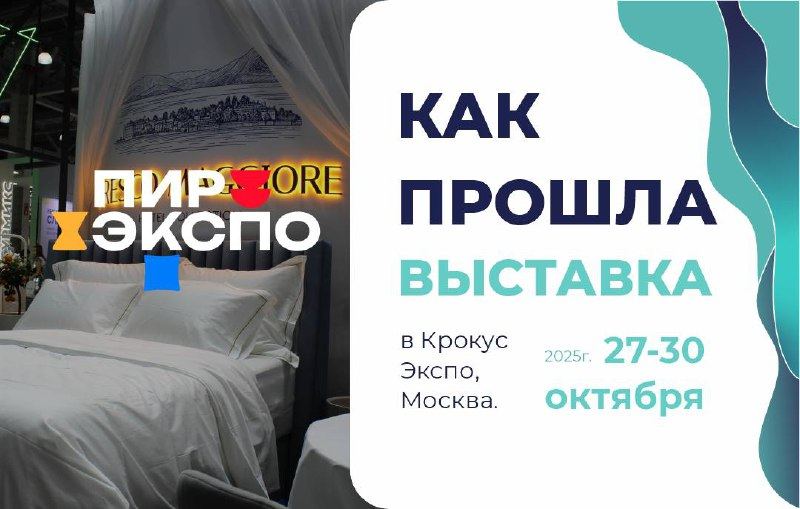 ПИР
ЭКСПО
КАК
ПРОШЛА
ВЫСТАВКА
в Крокус
Экспо,
Москва.
2025г. 27-30
октября